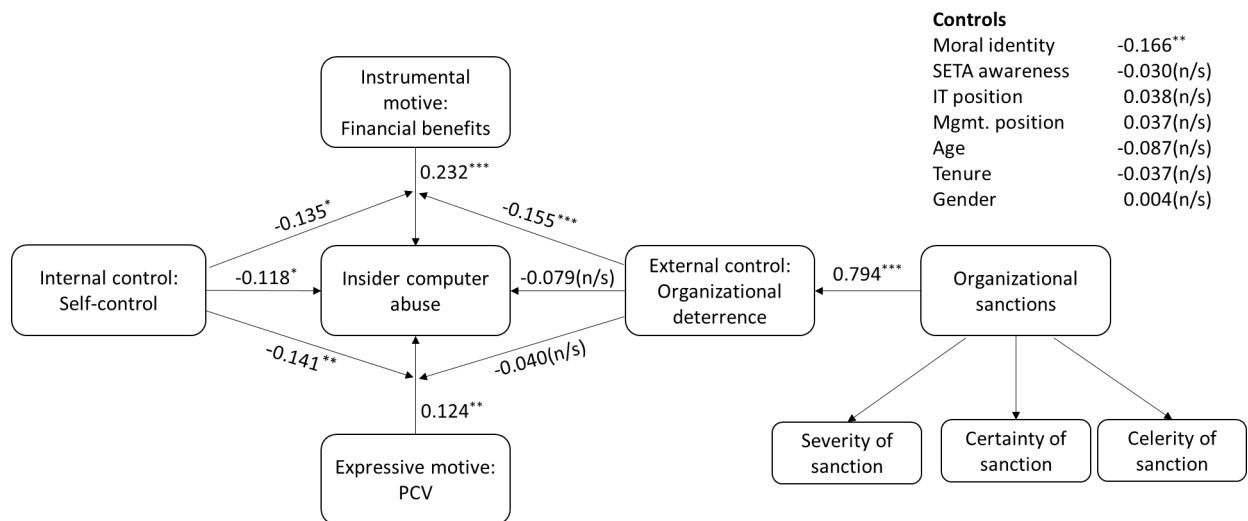 Controls
Moral identity -0.166**
SETA awareness -0.030(n/s)
IT position 0.038(n/s)
Mgmt. position 0.037(n/s)
Age -0.087(n/s)
Tenure -0.037(n/s)
Gender 0.004(n/s)
Instrumental
motive:
Financial benefits
0.232***
-0.135*
-0.155***
Internal control:
Self-control
-0.118*
Insider computer
abuse
-0.079(n/s)
External control:
Organizational
deterrence
0.794***
Organizational
sanctions
-0.141**
-0.040(n/s)
0.124**
Expressive motive:
PCV
Severity of
sanction
Certainty of
sanction
Celerity of
sanction